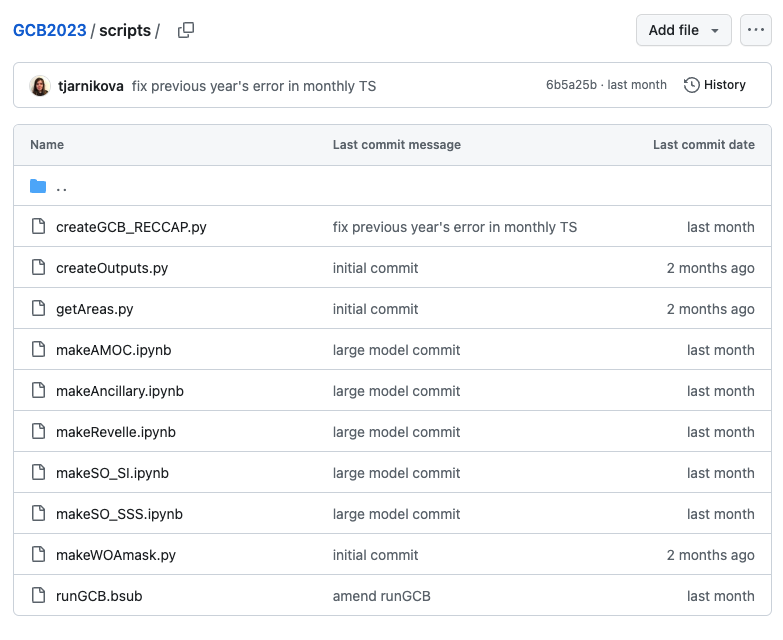 GCB2023 / scripts /
Add file
tjarnikova fix previous year's error in monthly TS 6b5a25b · last month History
Name Last commit message Last commit date
..
createGCB_RECCAP.py fix previous year's error in monthly TS last month
createOutputs.py initial commit 2 months ago
getAreas.py initial commit 2 months ago
makeAMOC.ipynb large model commit last month
makeAncillary.ipynb large model commit last month
makeRevelle.ipynb large model commit last month
makeSO_SI.ipynb large model commit last month
makeSO_SSS.ipynb large model commit last month
makeWOAmask.py initial commit 2 months ago
runGCB.bsub amend runGCB last month